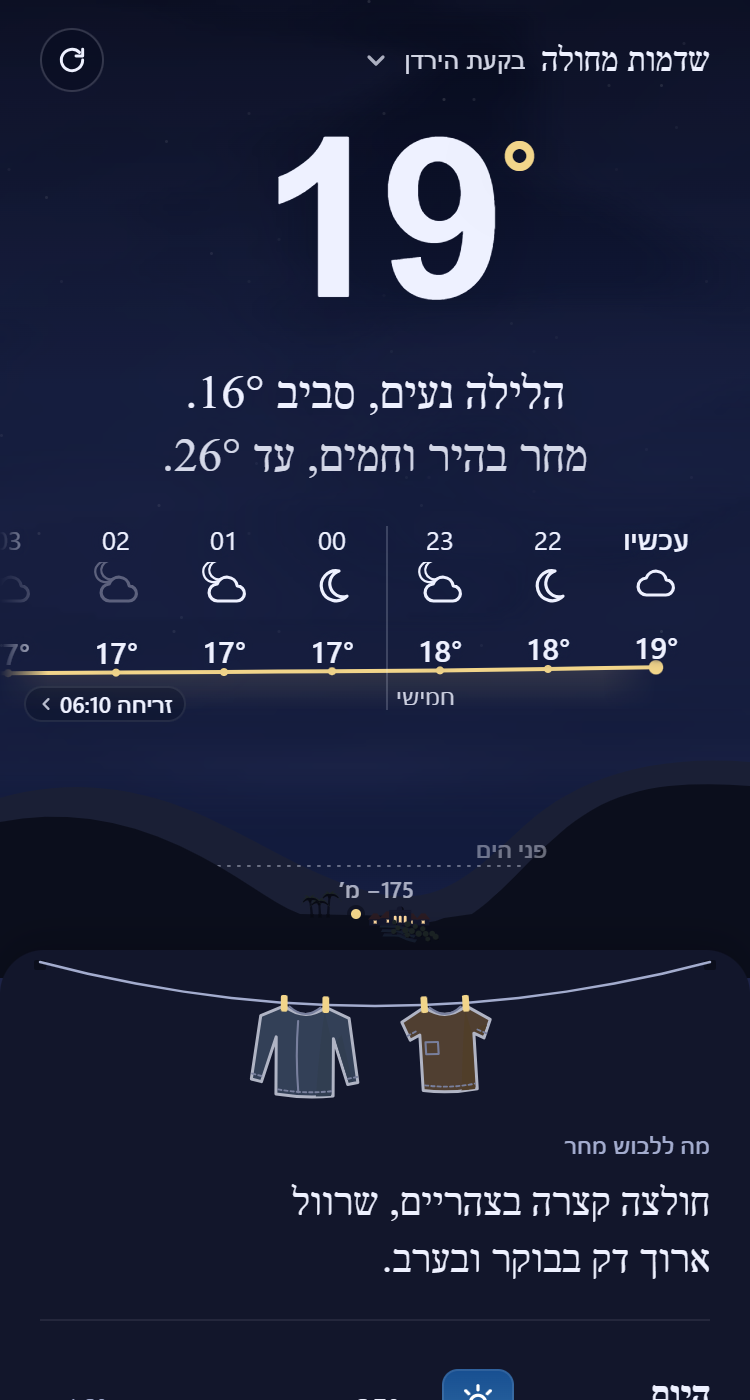 שדמות מחולה בקעת הירדן
19°
הלילה נעים, סביב 16°.
מחר בהיר וחמים, עד 26°.
עכשיו 22 23 00 01 02
19° 18° 18° 17° 17° 17°
חמישי
זריחה 06:10
פני הים
−175 מ׳
מה ללבוש מחר
חולצה קצרה בצהריים, שרוול
ארוך דק בבוקר ובערב.
היום